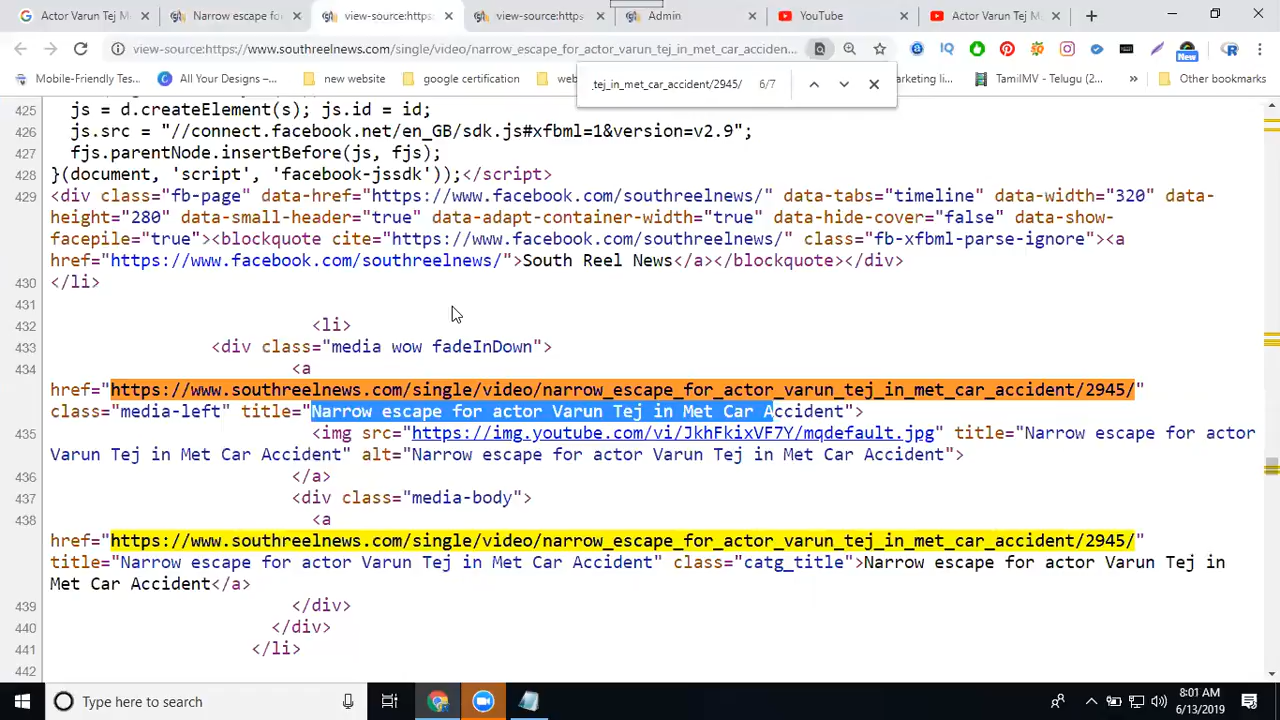 Actor Varun Tej M
Narrow escape fo
view-source:https:
view-source:https:
Admin
YouTube
Actor Varun Tej M
view-source:https://www.southreelnews.com/single/video/narrow_escape_for_actor_varun_tej_in_met_car_acciden...
New
Mobile-Friendly Tes
All Your Designs -
new website
google certification
web
tej_in_met_car_accident/2945/ 6/7
arketing li
TamilMV - Telugu (2
»
Other bookmarks
425 js = d.createElement(s); js.id = id;
426 js.src = "//connect.facebook.net/en_GB/sdk.js#xfbml=1&version=v2.9";
427 fjs.parentNode.insertBefore(js, fjs);
428 }(document, 'script', 'facebook-jssdk'));</script>
429 <div class="fb-page" data-href="https://www.facebook.com/southreelnews/" data-tabs="timeline" data-width="320" data-
height="280" data-small-header="true" data-adapt-container-width="true" data-hide-cover="false" data-show-
facepile="true"><blockquote cite="https://www.facebook.com/southreelnews/" class="fb-xfbml-parse-ignore"><a
href="https://www.facebook.com/southreelnews/">South Reel News</a></blockquote></div>
430 </li>
431
432 <li>
433 <div class="media wow fadeInDown">
434 <a
href="https://www.southreelnews.com/single/video/narrow_escape_for_actor_varun_tej_in_met_car_accident/2945/"
class="media-left" title="Narrow escape for actor Varun Tej in Met Car Accident">
435 <img src="https://img.youtube.com/vi/JkhFkixVF7Y/mqdefault.jpg" title="Narrow escape for actor
Varun Tej in Met Car Accident" alt="Narrow escape for actor Varun Tej in Met Car Accident">
436 </a>
437 <div class="media-body">
438 <a
href="https://www.southreelnews.com/single/video/narrow_escape_for_actor_varun_tej_in_met_car_accident/2945/"
title="Narrow escape for actor Varun Tej in Met Car Accident" class="catg_title">Narrow escape for actor Varun Tej in
Met Car Accident</a>
439 </div>
440 </div>
441 </li>
442
Type here to search
8:01 AM
6/13/2019